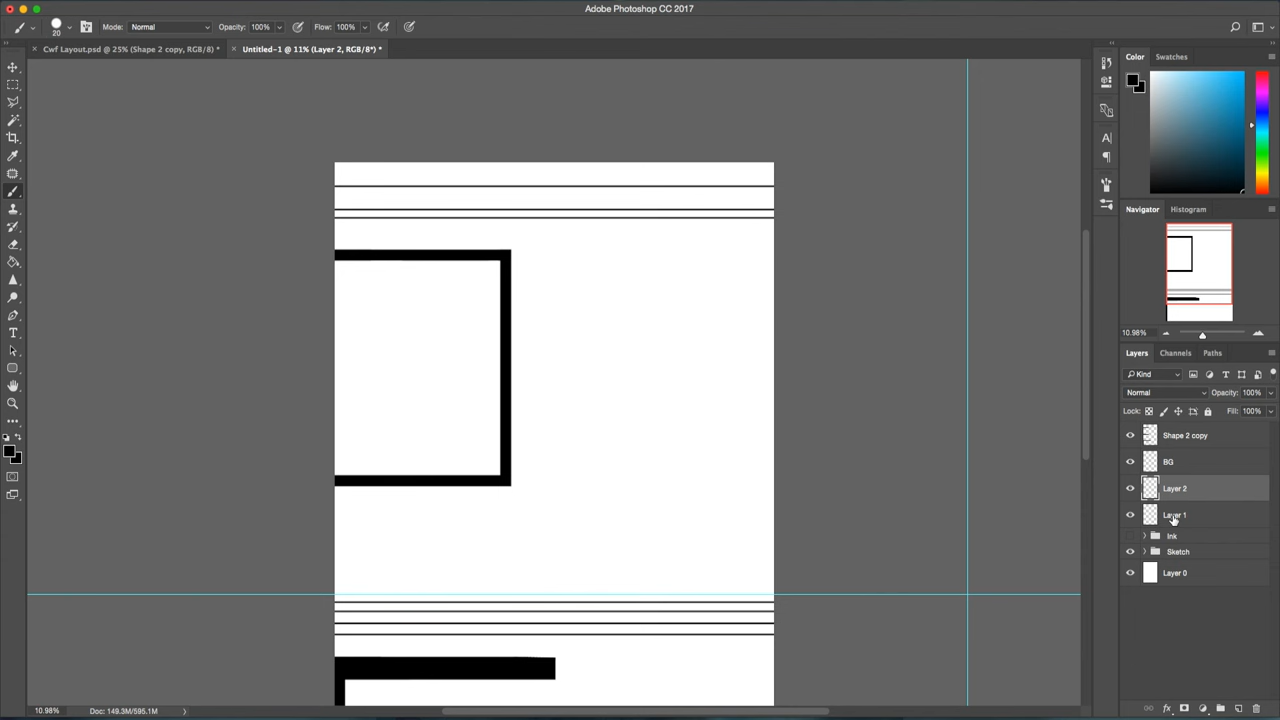 Adobe Photoshop CC 2017
20
Mode: Normal
Opacity: 100%
Flow: 100%
Cwf Layout.psd @ 25% (Shape 2 copy, RGB/8) *
Untitled-1 @ 11% (Layer 2, RGB/8*) *
Color
Swatches
Navigator
Histogram
10.98%
Layers
Channels
Paths
Kind
Normal
Opacity: 100%
Lock:
Fill: 100%
Shape 2 copy
BG
Layer 2
Layer 1
Ink
Sketch
Layer 0
10.98%
Doc: 149.3M/595.1M